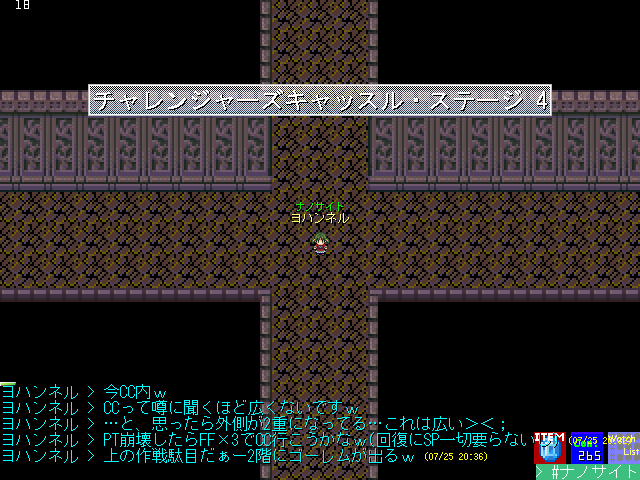 18
チャレンジャーズキャッスル・ステージ 4
ナノサイト
ヨハンネル
ヨハンネル > 今CC内ｗ
ヨハンネル > CCって噂に聞くほど広くないですｗ
ヨハンネル > …と、思ったら外側が2重になってる…これは広い＞＜；
ヨハンネル > PT崩壊したらFF×3でCC行こうかなｗ(回復にSP一切要らない
ヨハンネル > 上の作戦駄目だぁー2階にゴーレムが出るｗ (07/25 20:36)
ITEM
265
Watch
List
> #ナノサイト